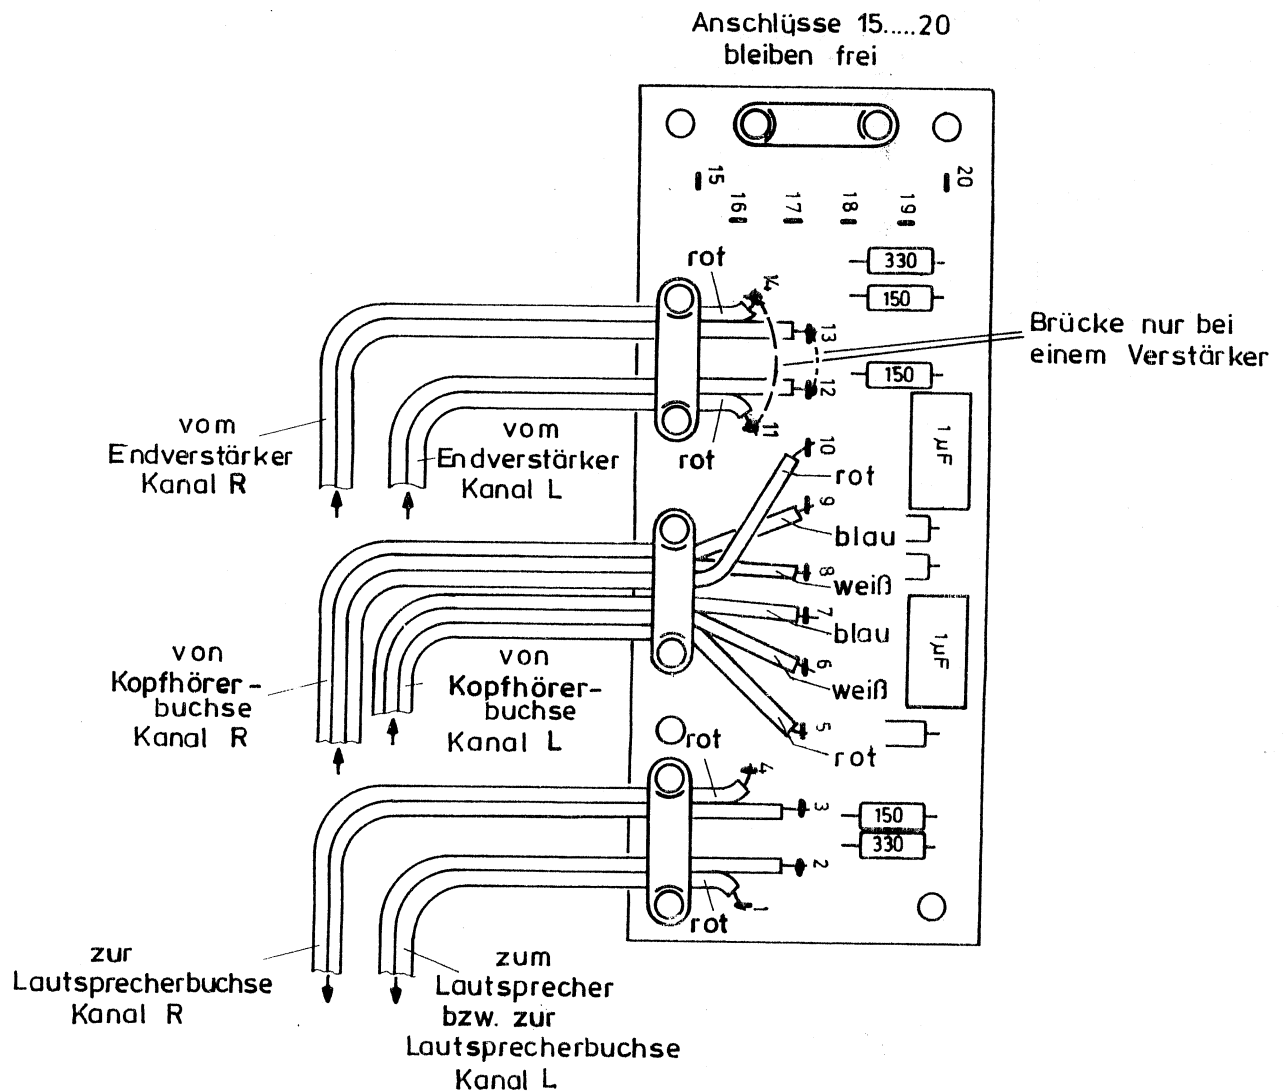 Anschlüsse 15.....20
bleiben frei
15
20
16
17
18
19
330
150
rot
14
13
Brücke nur bei
einem Verstärker
150
12
11
rot
vom
Endverstärker
Kanal R
vom
Endverstärker
Kanal L
1µF
10
rot
9
blau
8
weiß
7
blau
6
weiß
5
rot
1µF
von
Kopfhörer-
buchse
Kanal R
von
Kopfhörer-
buchse
Kanal L
rot
4
3
150
330
2
1
rot
zur
Lautsprecherbuchse
Kanal R
zum
Lautsprecher
bzw. zur
Lautsprecherbuchse
Kanal L